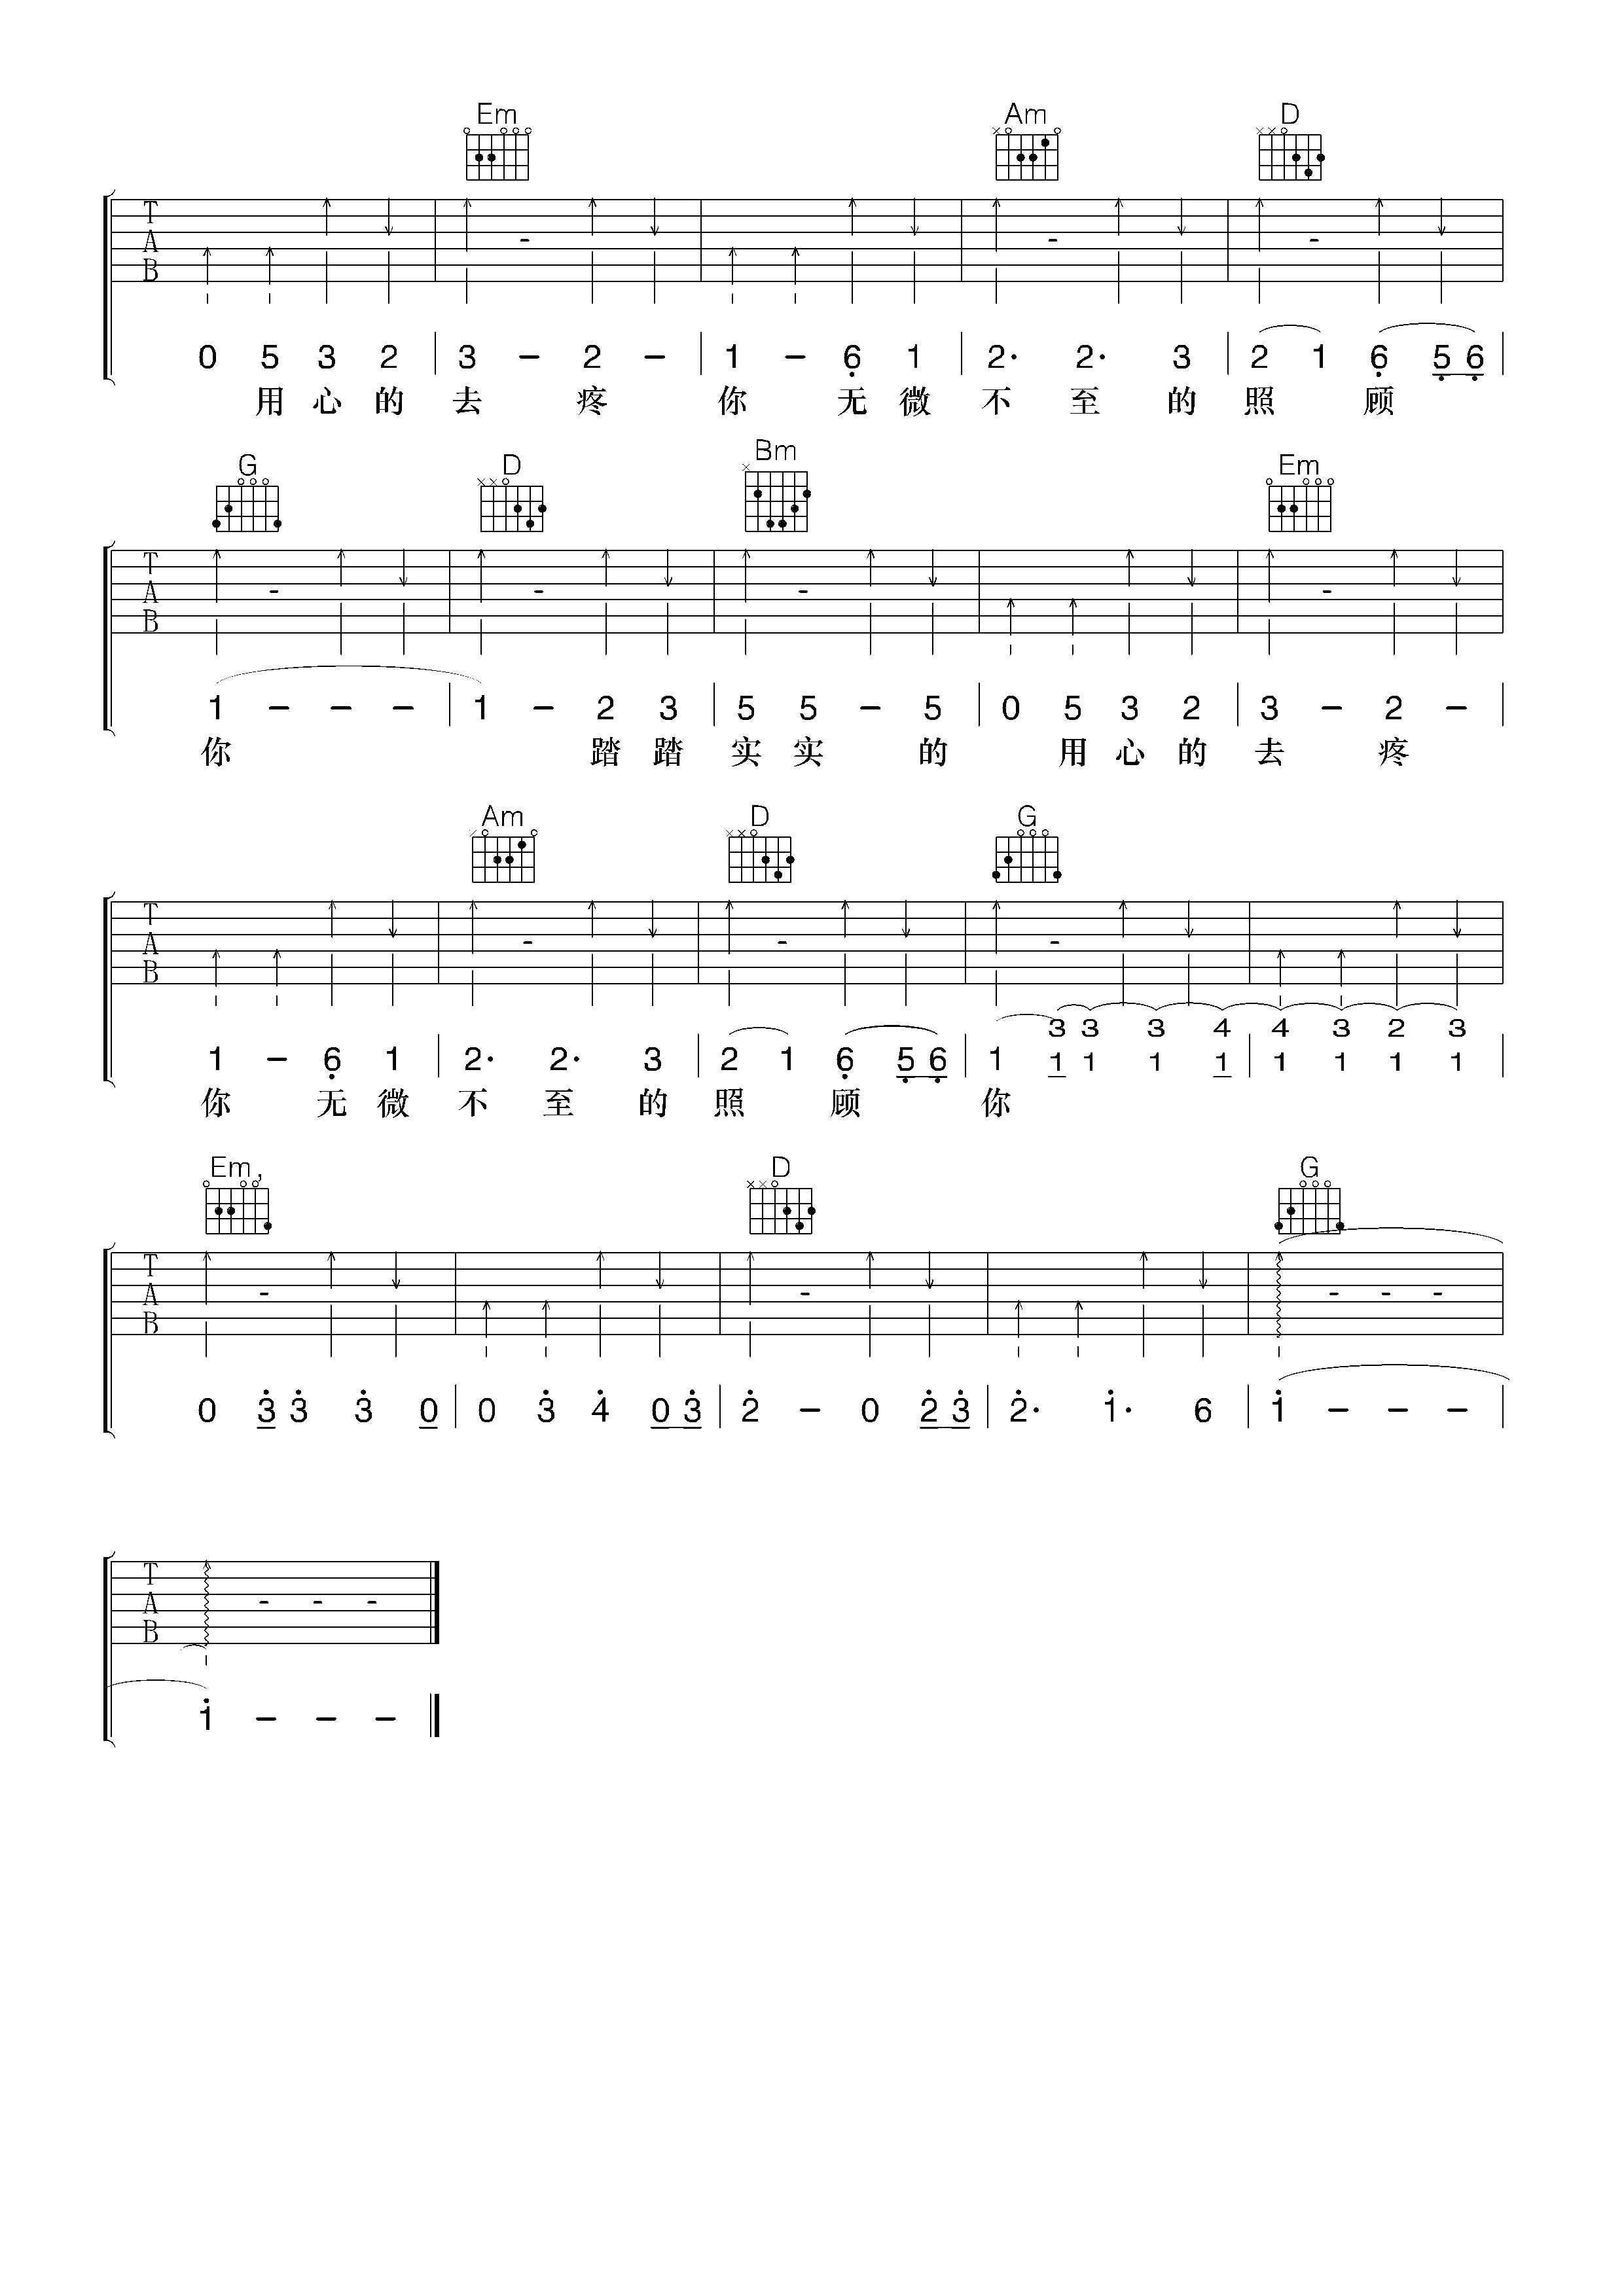 Em Am D
T
A
B
0 5 3 2 | 3 – 2 – | 1 – 6 1 | 2· 2· 3 | 2 1 6 5 6 |
用 心 的 去 疼 你 无 微 不 至 的 照 顾
G D Bm Em
T
A
B
1 – – – | 1 – 2 3 | 5 5 – 5 | 0 5 3 2 | 3 – 2 – |
你 踏 踏 实 实 的 用 心 的 去 疼
Am D G
T
A
B
3 3 3 4 4 3 2 3
1 – 6 1 | 2· 2· 3 | 2 1 6 5 6 | 1 1 1 1 1 | 1 1 1 1 |
你 无 微 不 至 的 照 顾 你
Em, D G
T
A
B
0 3 3 3 0 | 0 3 4 0 3 | 2 – 0 2 3 | 2· 1· 6 | 1 – – – |
T
A
B
1 – – –